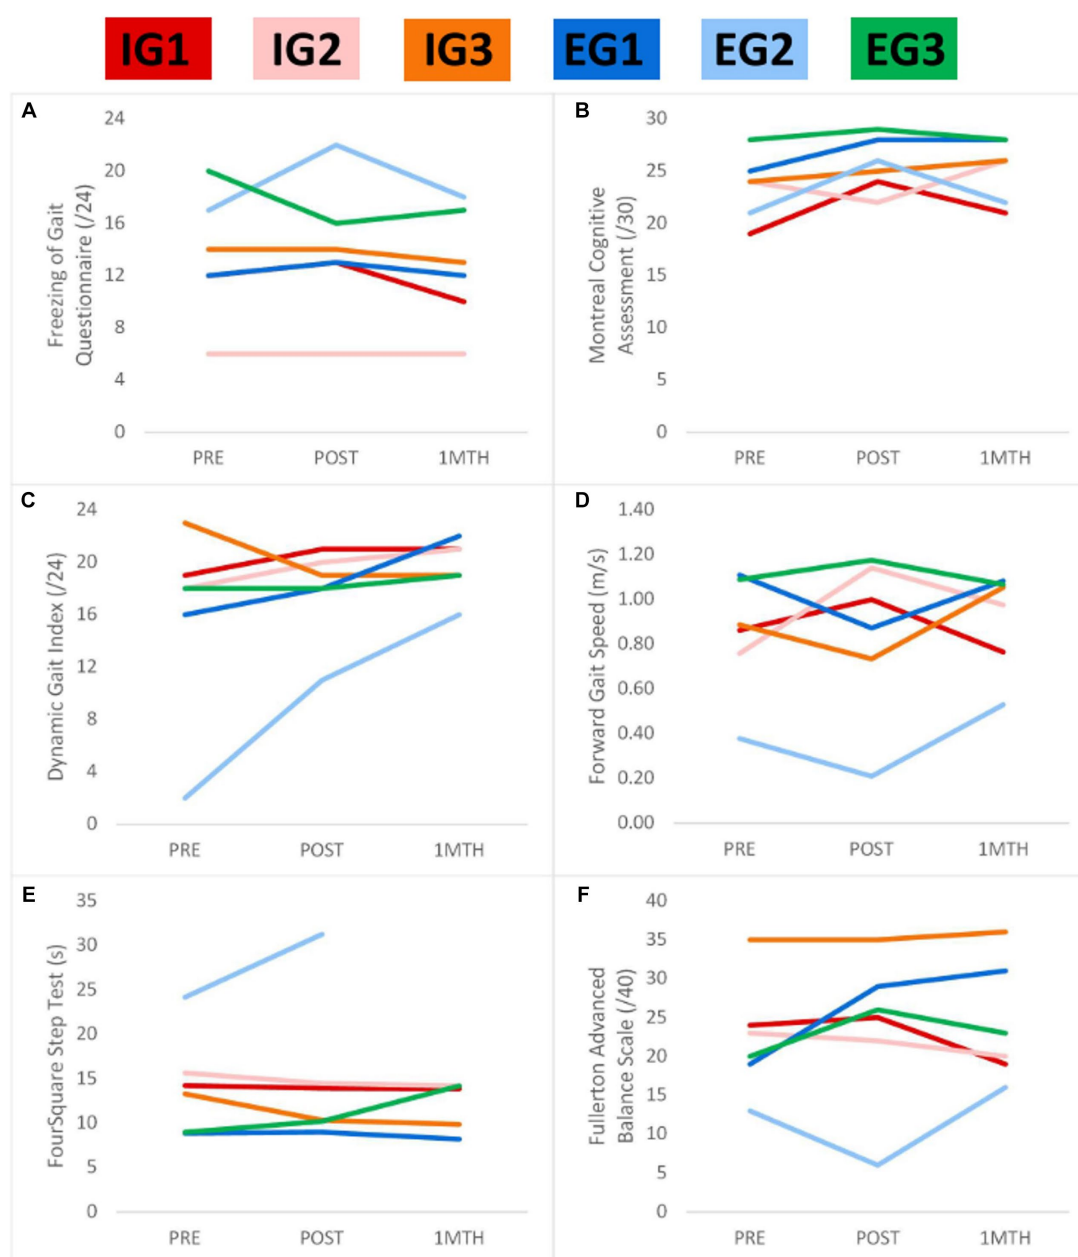 IG1 IG2 IG3 EG1 EG2 EG3
A
Freezing of Gait
Questionnaire (/24)
24
20
16
12
8
4
0
PRE POST 1MTH
B
Montreal Cognitive
Assessment (/30)
30
25
20
15
10
5
0
PRE POST 1MTH
C
Dynamic Gait Index (/24)
24
20
16
12
8
4
0
PRE POST 1MTH
D
Forward Gait Speed (m/s)
1.40
1.20
1.00
0.80
0.60
0.40
0.20
0.00
PRE POST 1MTH
E
FourSquare Step Test (s)
35
30
25
20
15
10
5
0
PRE POST 1MTH
F
Fullerton Advanced
Balance Scale (/40)
40
35
30
25
20
15
10
5
0
PRE POST 1MTH